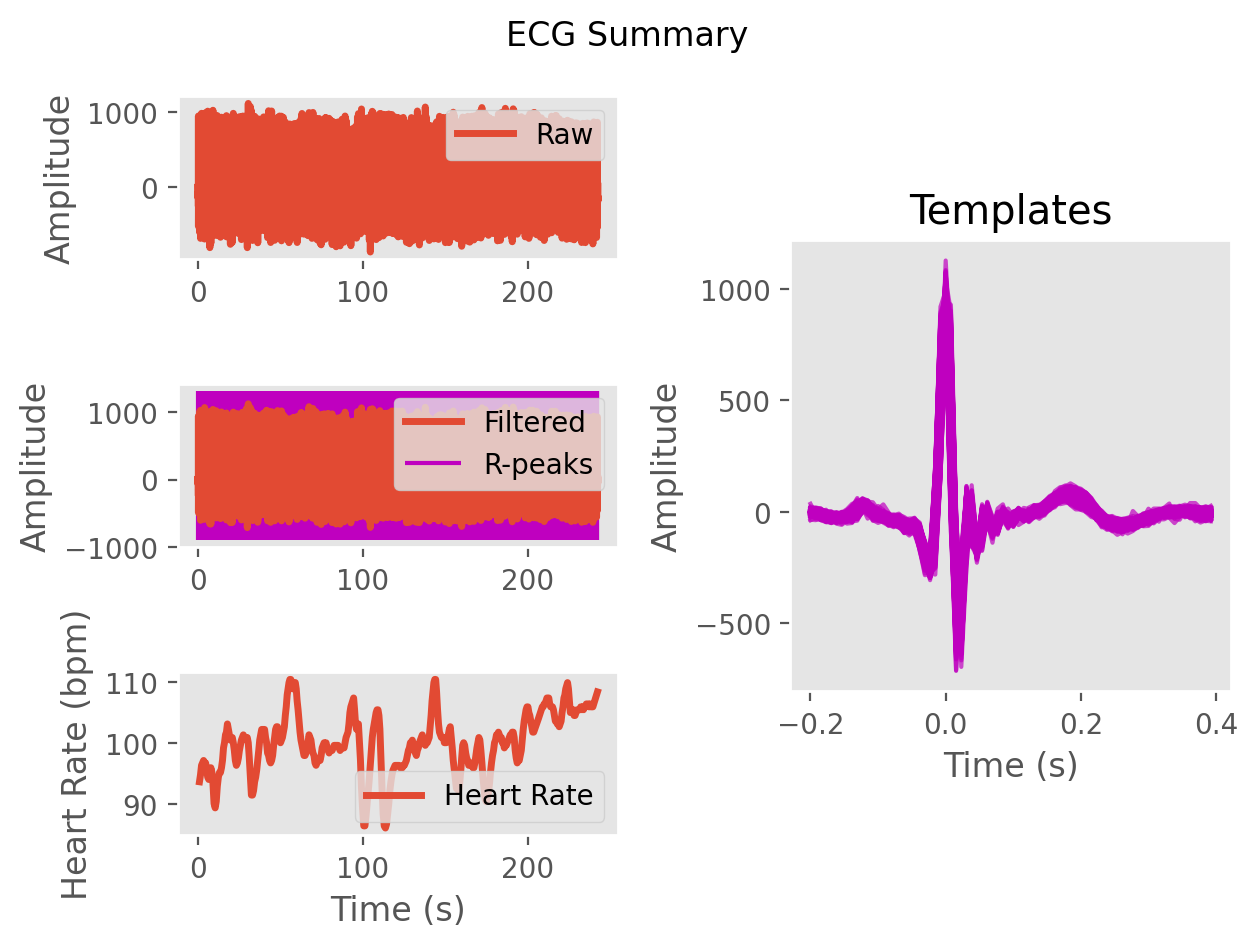 ECG Summary
Amplitude
1000
0
Raw
0 100 200
Amplitude
1000
0
−1000
Filtered
R-peaks
0 100 200
Heart Rate (bpm)
110
100
90
Heart Rate
0 100 200
Time (s)
Templates
Amplitude
1000
500
0
−500
−0.2 0.0 0.2 0.4
Time (s)